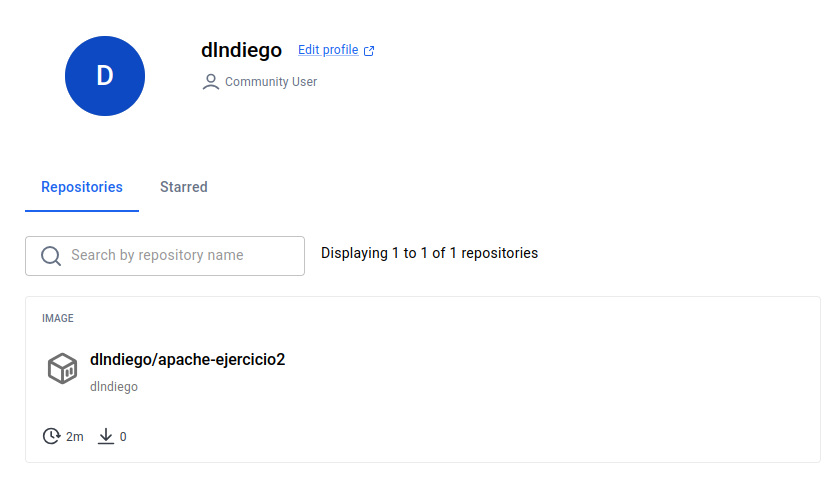 D
dlndiego Edit profile
Community User
Repositories Starred
Search by repository name Displaying 1 to 1 of 1 repositories
IMAGE
dlndiego/apache-ejercicio2
dlndiego
2m 0